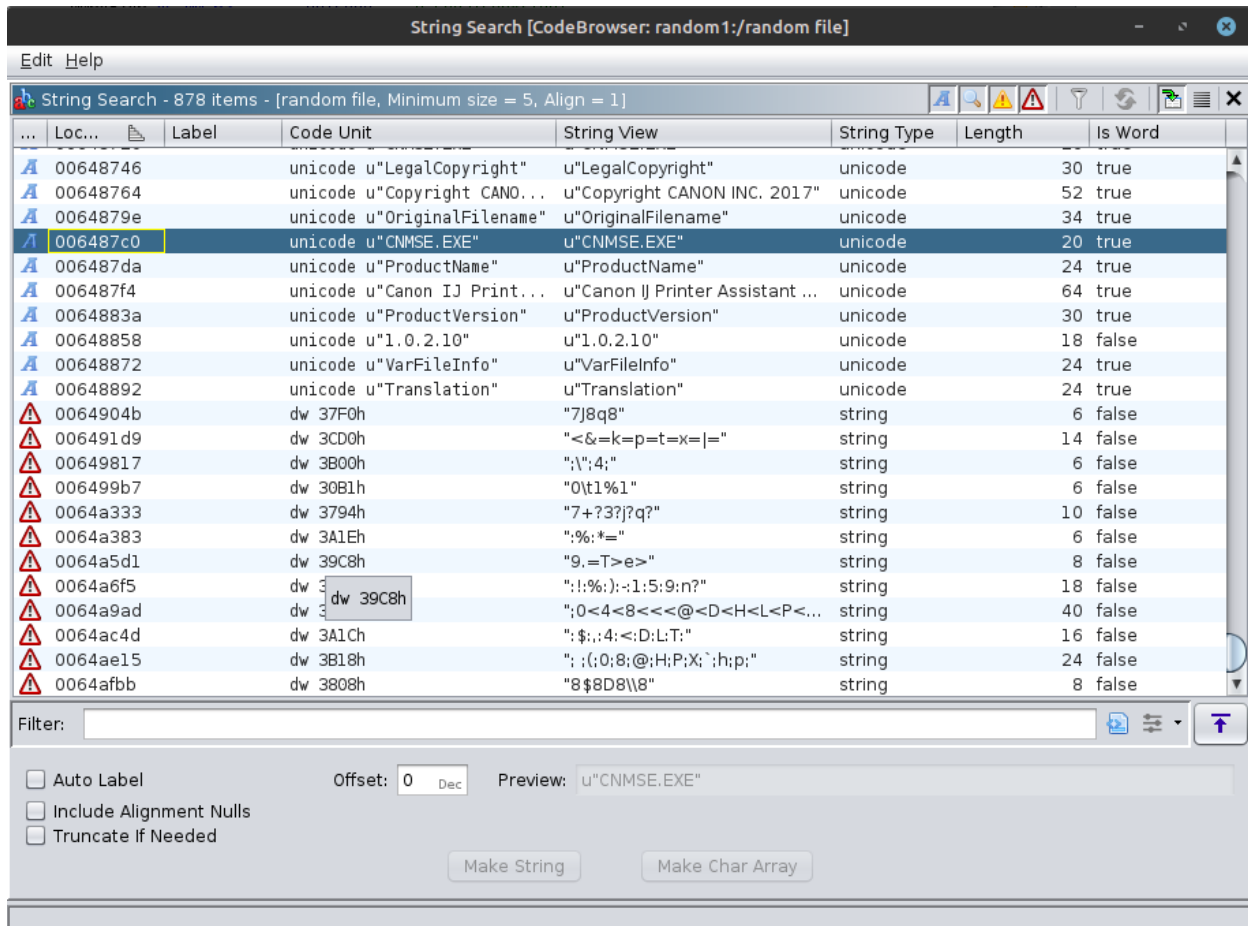 String Search [CodeBrowser: random1:/random file]
Edit Help
String Search - 878 items - [random file, Minimum size = 5, Align = 1]
... Loc... Label Code Unit String View String Type Length Is Word
00648746 unicode u"LegalCopyright" u"LegalCopyright" unicode 30 true
00648764 unicode u"Copyright CANO... u"Copyright CANON INC. 2017" unicode 52 true
0064879e unicode u"OriginalFilename" u"OriginalFilename" unicode 34 true
006487c0 unicode u"CNMSE.EXE" u"CNMSE.EXE" unicode 20 true
006487da unicode u"ProductName" u"ProductName" unicode 24 true
006487f4 unicode u"Canon IJ Print... u"Canon IJ Printer Assistant ... unicode 64 true
0064883a unicode u"ProductVersion" u"ProductVersion" unicode 30 true
00648858 unicode u"1.0.2.10" u"1.0.2.10" unicode 18 false
00648872 unicode u"VarFileInfo" u"VarFileInfo" unicode 24 true
00648892 unicode u"Translation" u"Translation" unicode 24 true
0064904b dw 37F0h "7J8q8" string 6 false
006491d9 dw 3CD0h "<&=k=p=t=x=|=" string 14 false
00649817 dw 3B00h ";\";4;" string 6 false
006499b7 dw 30B1h "0\t1%1" string 6 false
0064a333 dw 3794h "7+?3?j?q?" string 10 false
0064a383 dw 3A1Eh ":%:*=" string 6 false
0064a5d1 dw 39C8h "9.=T>e>" string 8 false
0064a6f5 dw ":!:%:):-:1:5:9:n?" string 18 false
dw 39C8h
0064a9ad dw ";0<4<8<<<@<D<H<L<P<... string 40 false
0064ac4d dw 3A1Ch ":$:,:4:<:D:L:T:" string 16 false
0064ae15 dw 3B18h "; ;(;0;8;@;H;P;X;`;h;p;" string 24 false
0064afbb dw 3808h "8$8D8\\8" string 8 false
Filter:
Auto Label Offset: 0 Dec Preview: u"CNMSE.EXE"
Include Alignment Nulls
Truncate If Needed
Make String Make Char Array